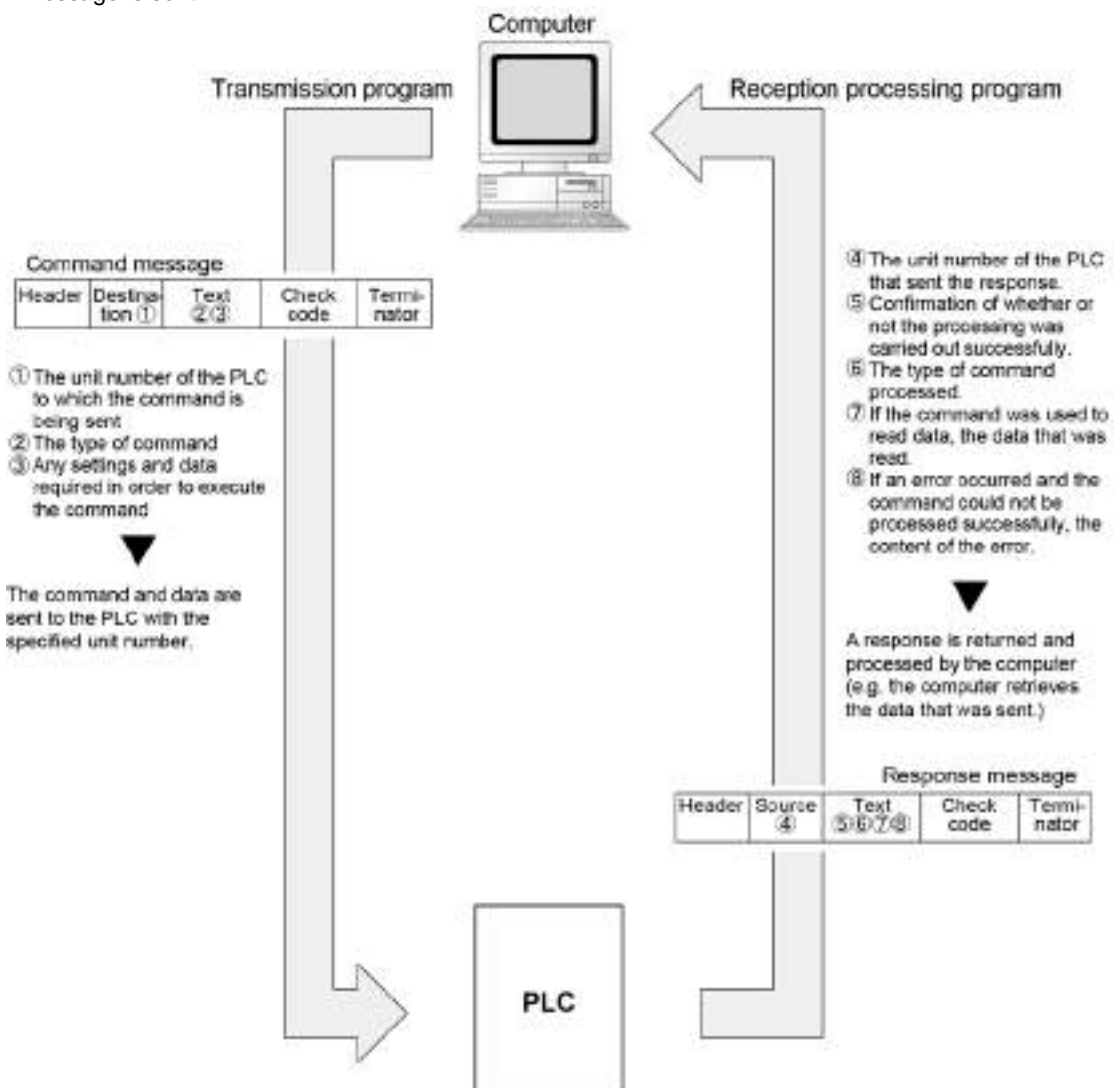 Computer
Transmission program
Reception processing program
Command message
Header Destina- Text Check Termi-
tion ① ②③ code nator
① The unit number of the PLC
to which the command is
being sent
② The type of command
③ Any settings and data
required in order to execute
the command
The command and data are
sent to the PLC with the
specified unit number.
④ The unit number of the PLC
that sent the response.
⑤ Confirmation of whether or
not the processing was
carried out successfully.
⑥ The type of command
processed.
⑦ If the command was used to
read data, the data that was
read.
⑧ If an error occurred and the
command could not be
processed successfully, the
content of the error.
A response is returned and
processed by the computer
(e.g. the computer retrieves
the data that was sent.)
Response message
Header Source Text Check Termi-
④ ⑤⑥⑦⑧ code nator
PLC